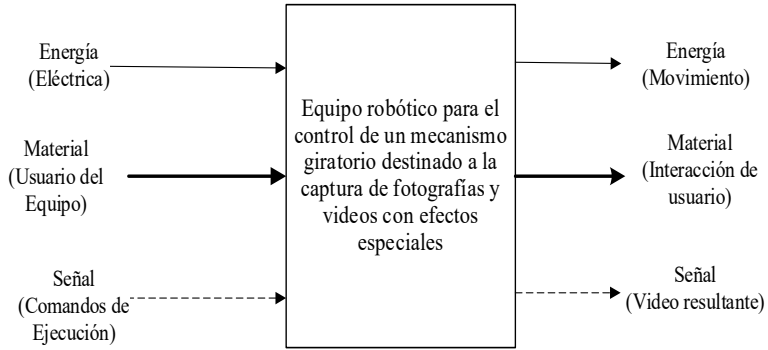 Energía
(Eléctrica)
Material
(Usuario del
Equipo)
Señal
(Comandos de
Ejecución)
Equipo robótico para el
control de un mecanismo
giratorio destinado a la
captura de fotografías y
videos con efectos
especiales
Energía
(Movimiento)
Material
(Interacción de
usuario)
Señal
(Video resultante)